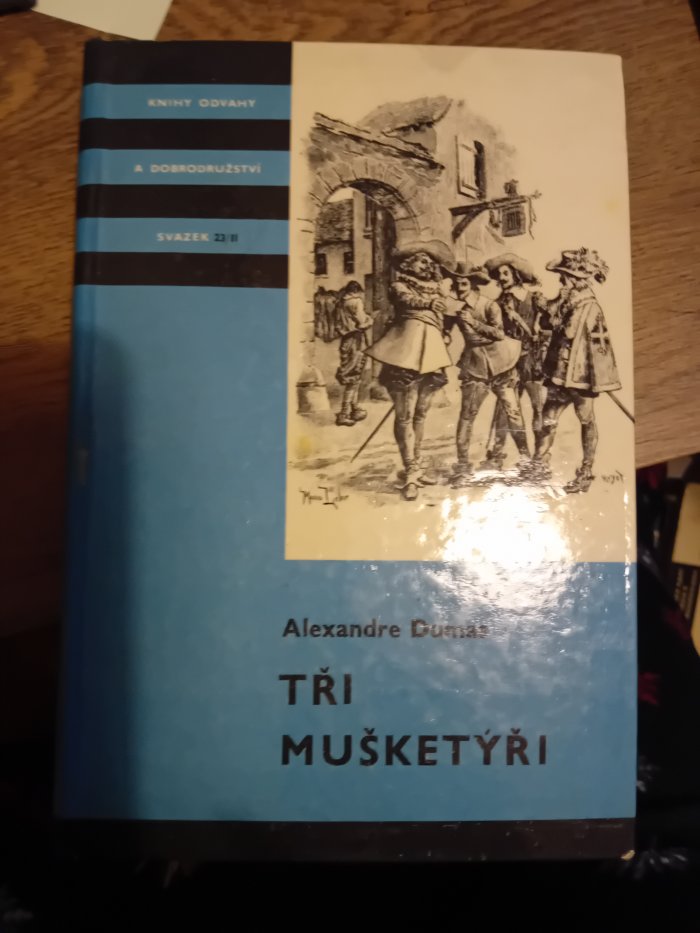 KNIHY ODVAHY
A DOBRODRUŽSTVÍ
SVAZEK 23/II
Alexandre Dumas
TŘI
MUŠKETÝŘI